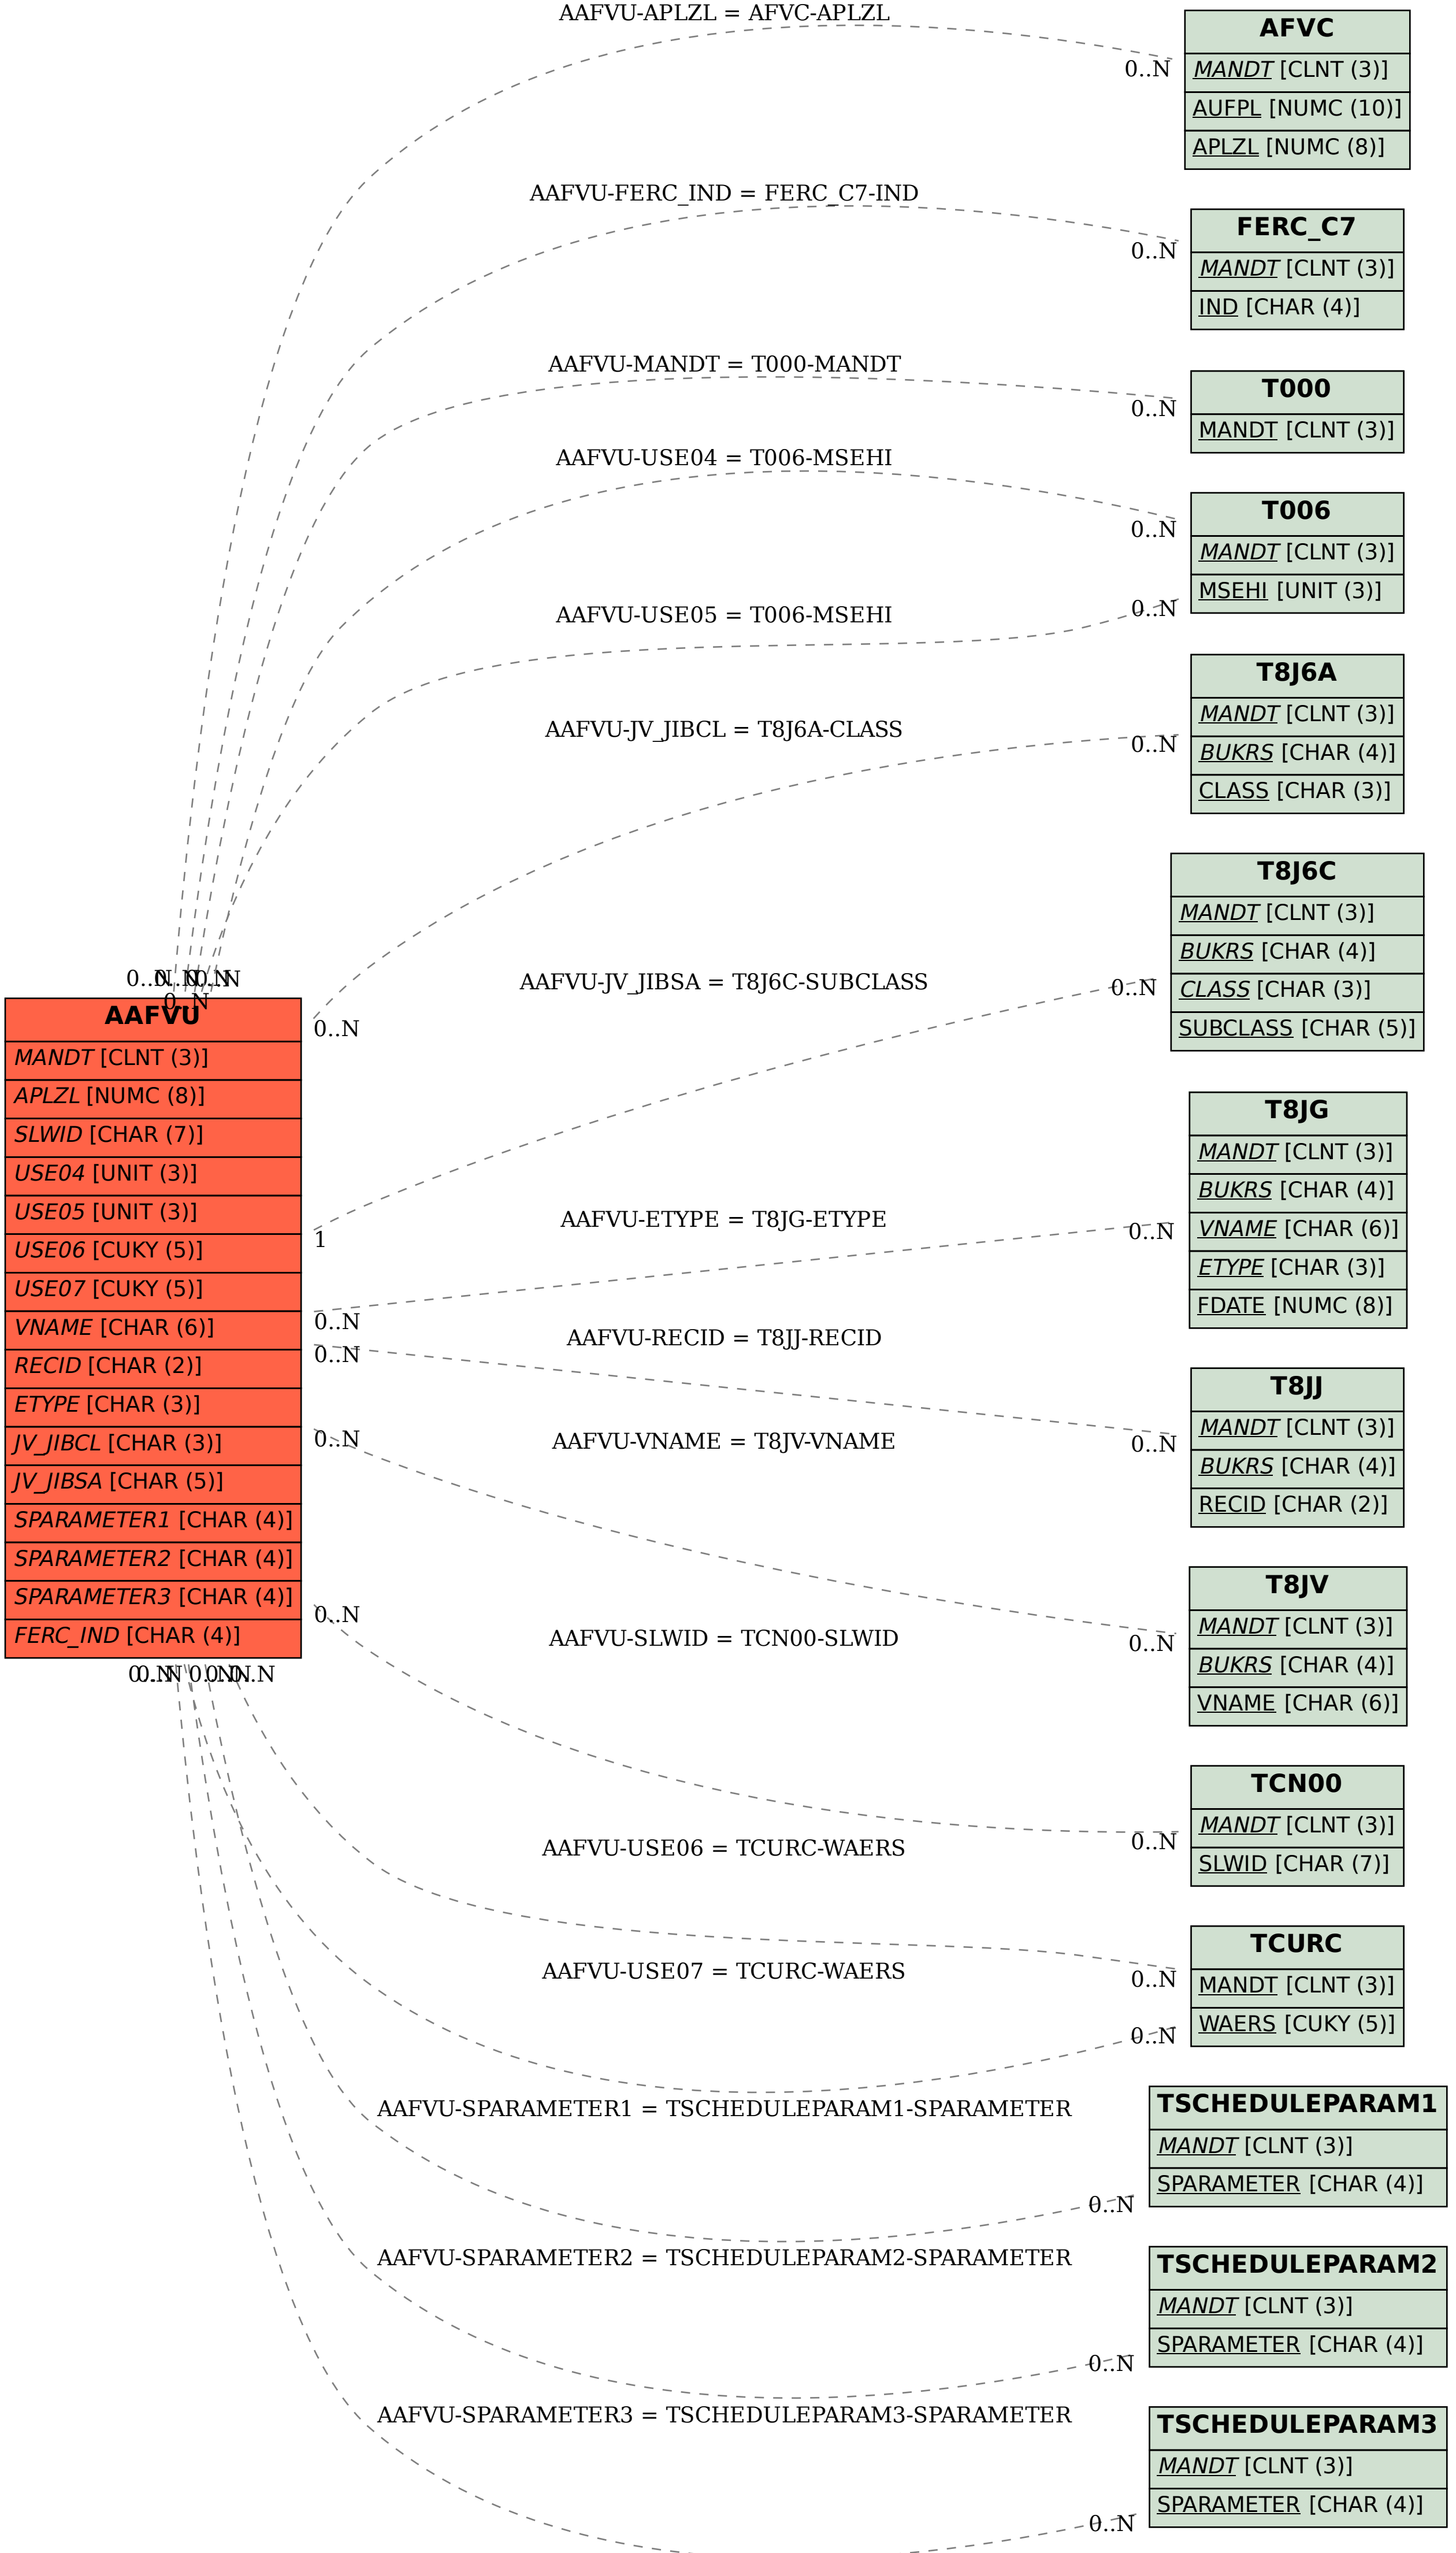 AAFVU-APLZL = AFVC-APLZL
0..N
AFVC
MANDT [CLNT (3)]
AUFPL [NUMC (10)]
APLZL [NUMC (8)]
AAFVU-FERC_IND = FERC_C7-IND
0..N
FERC_C7
MANDT [CLNT (3)]
IND [CHAR (4)]
AAFVU-MANDT = T000-MANDT
0..N
T000
MANDT [CLNT (3)]
AAFVU-USE04 = T006-MSEHI
0..N
T006
MANDT [CLNT (3)]
MSEHI [UNIT (3)]
AAFVU-USE05 = T006-MSEHI
0..N
AAFVU-JV_JIBCL = T8J6A-CLASS
0..N
T8J6A
MANDT [CLNT (3)]
BUKRS [CHAR (4)]
CLASS [CHAR (3)]
AAFVU-JV_JIBSA = T8J6C-SUBCLASS
0..N
T8J6C
MANDT [CLNT (3)]
BUKRS [CHAR (4)]
CLASS [CHAR (3)]
SUBCLASS [CHAR (5)]
0..N
0..N
0..N
0..N
0..N
AAFVU
MANDT [CLNT (3)]
APLZL [NUMC (8)]
SLWID [CHAR (7)]
USE04 [UNIT (3)]
USE05 [UNIT (3)]
USE06 [CUKY (5)]
USE07 [CUKY (5)]
VNAME [CHAR (6)]
RECID [CHAR (2)]
ETYPE [CHAR (3)]
JV_JIBCL [CHAR (3)]
JV_JIBSA [CHAR (5)]
SPARAMETER1 [CHAR (4)]
SPARAMETER2 [CHAR (4)]
SPARAMETER3 [CHAR (4)]
FERC_IND [CHAR (4)]
0..N
1
0..N
0..N
0..N
0..N
0..N
0..N
0..N
0..N
0..N
AAFVU-ETYPE = T8JG-ETYPE
0..N
T8JG
MANDT [CLNT (3)]
BUKRS [CHAR (4)]
VNAME [CHAR (6)]
ETYPE [CHAR (3)]
FDATE [NUMC (8)]
AAFVU-RECID = T8JJ-RECID
0..N
T8JJ
MANDT [CLNT (3)]
BUKRS [CHAR (4)]
RECID [CHAR (2)]
AAFVU-VNAME = T8JV-VNAME
0..N
T8JV
MANDT [CLNT (3)]
BUKRS [CHAR (4)]
VNAME [CHAR (6)]
AAFVU-SLWID = TCN00-SLWID
0..N
TCN00
MANDT [CLNT (3)]
SLWID [CHAR (7)]
AAFVU-USE06 = TCURC-WAERS
0..N
TCURC
MANDT [CLNT (3)]
WAERS [CUKY (5)]
AAFVU-USE07 = TCURC-WAERS
0..N
AAFVU-SPARAMETER1 = TSCHEDULEPARAM1-SPARAMETER
0..N
TSCHEDULEPARAM1
MANDT [CLNT (3)]
SPARAMETER [CHAR (4)]
AAFVU-SPARAMETER2 = TSCHEDULEPARAM2-SPARAMETER
0..N
TSCHEDULEPARAM2
MANDT [CLNT (3)]
SPARAMETER [CHAR (4)]
AAFVU-SPARAMETER3 = TSCHEDULEPARAM3-SPARAMETER
0..N
TSCHEDULEPARAM3
MANDT [CLNT (3)]
SPARAMETER [CHAR (4)]